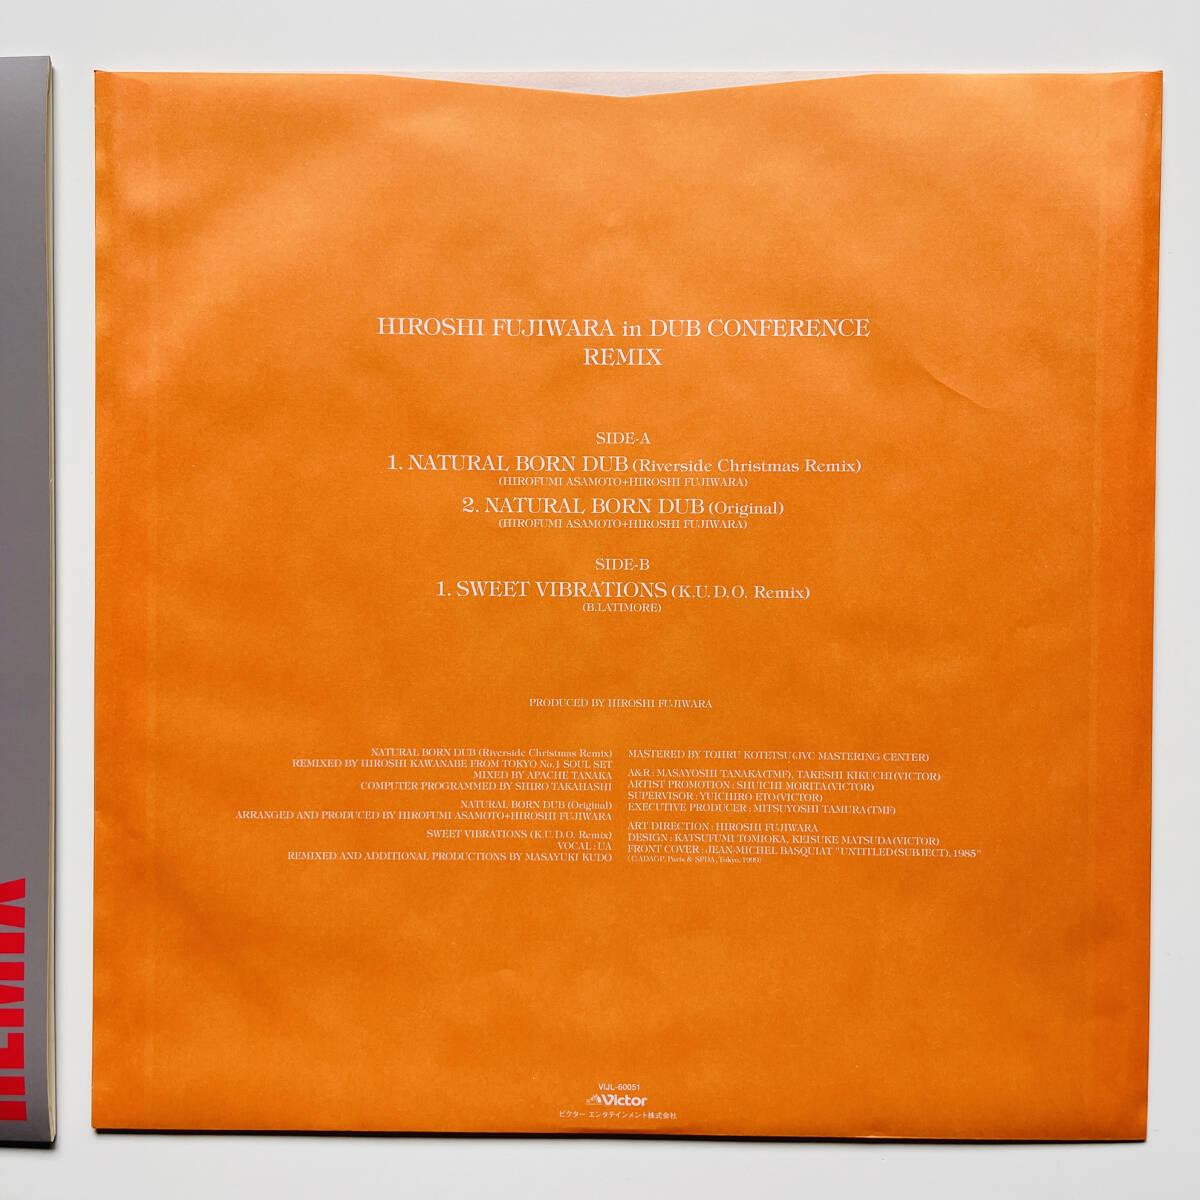 HIROSHI FUJIWARA in DUB CONFERENCE
REMIX
SIDE-A
1. NATURAL BORN DUB (Riverside Christmas Remix)
(HIROFUMI ASAMOTO+HIROSHI FUJIWARA)
2. NATURAL BORN DUB (Original)
(HIROFUMI ASAMOTO+HIROSHI FUJIWARA)
SIDE-B
1. SWEET VIBRATIONS (K.U.D.O. Remix)
(B.LATIMORE)
PRODUCED BY HIROSHI FUJIWARA
NATURAL BORN DUB (Riverside Christmas Remix)
REMIXED BY HIROSHI KAWANABE FROM TOKYO No.1 SOUL SET
MIXED BY APACHE TANAKA
COMPUTER PROGRAMMED BY SHIRO TAKAHASHI
NATURAL BORN DUB (Original)
ARRANGED AND PRODUCED BY HIROFUMI ASAMOTO+HIROSHI FUJIWARA
SWEET VIBRATIONS (K.U.D.O. Remix)
VOCAL : UA
REMIXED AND ADDITIONAL PRODUCTIONS BY MASAYUKI KUDO
MASTERED BY TOHRU KOTETSU (JVC MASTERING CENTER)
A&R : MASAYOSHI TANAKA(TMF), TAKESHI KIKUCHI (VICTOR)
ARTIST PROMOTION : SHUICHI MORITA(VICTOR)
SUPERVISOR : YUICHIRO ETO(VICTOR)
EXECUTIVE PRODUCER : MITSUYOSHI TAMURA(TMF)
ART DIRECTION : HIROSHI FUJIWARA
DESIGN : KATSUFUMI TOMIOKA, KEISUKE MATSUDA(VICTOR)
FRONT COVER : JEAN-MICHEL BASQUIAT "UNTITLED(SUBJECT), 1985"
(©ADAGP, Paris & SPDA, Tokyo, 1999)
VIJL-60051
Victor
ビクター エンタテインメント株式会社